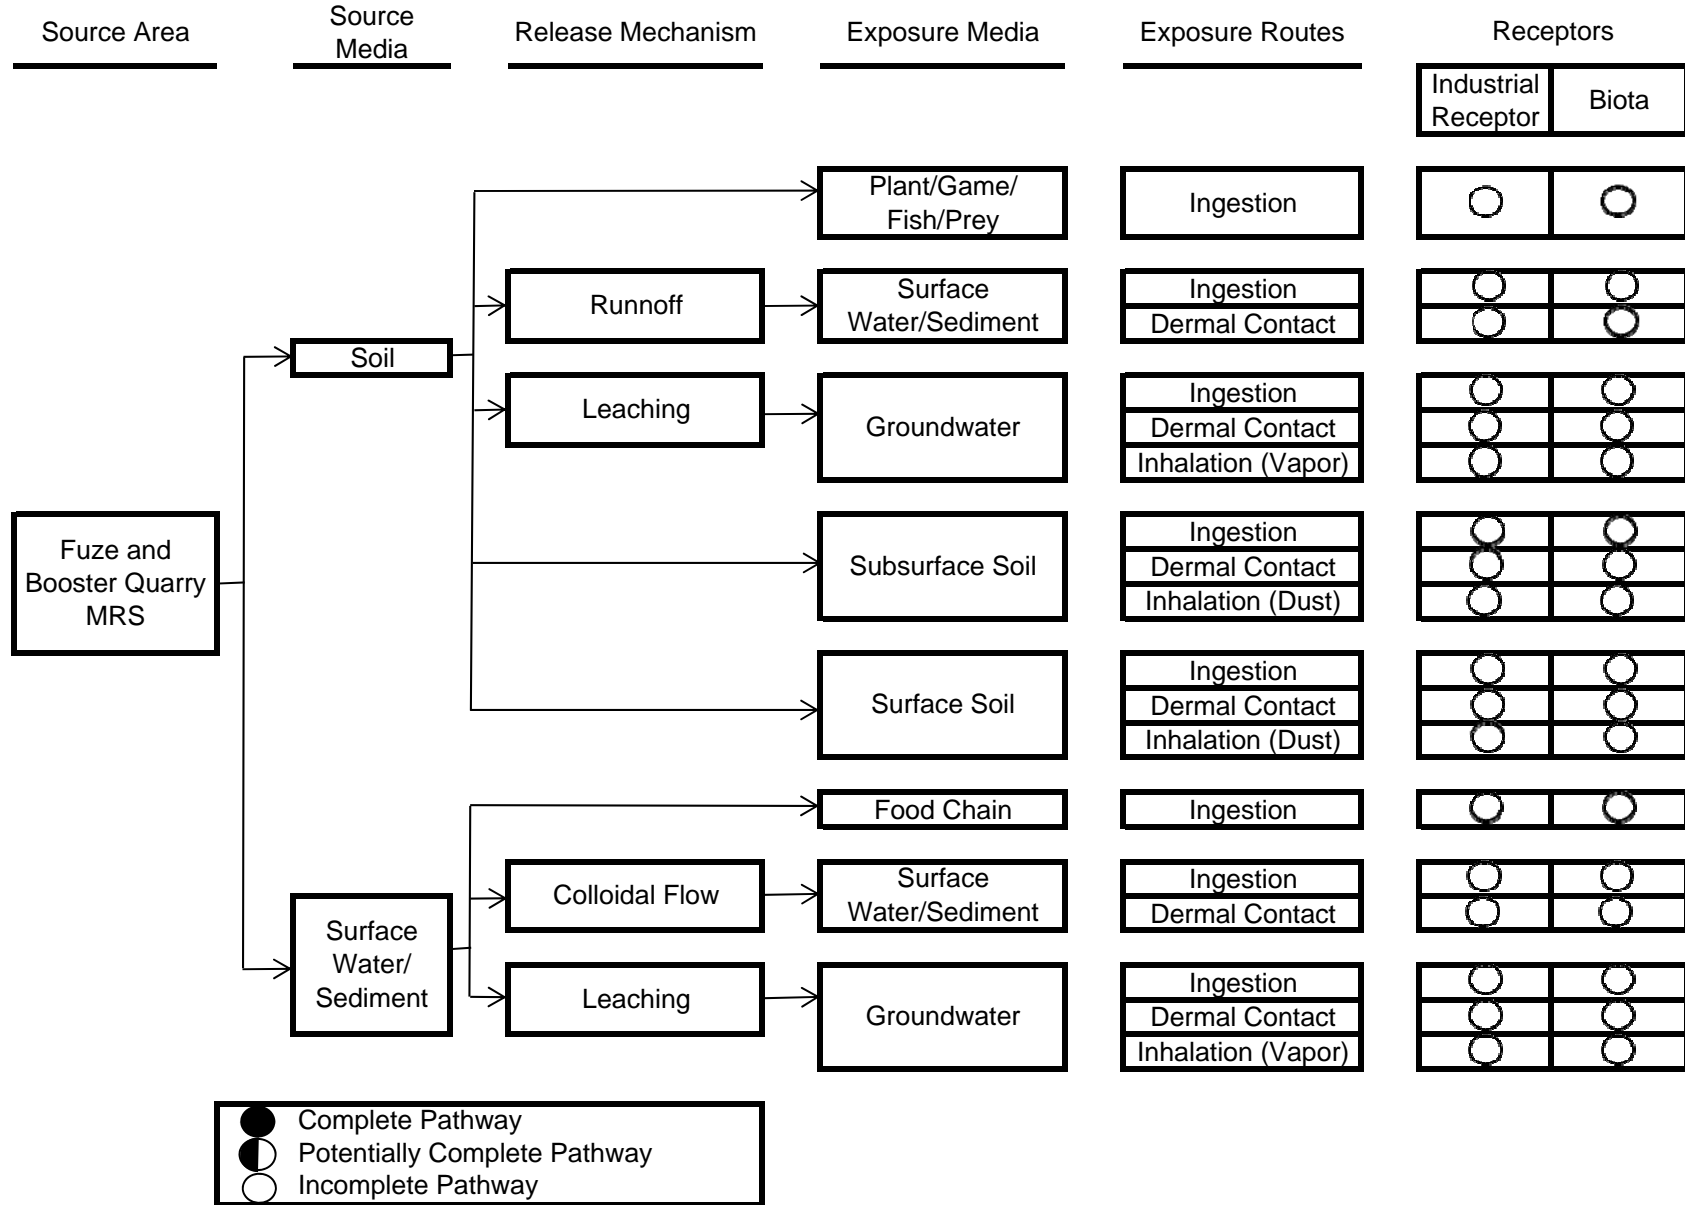 Source Area
Source
Media
Release Mechanism
Exposure Media
Exposure Routes
Receptors
Industrial
Receptor
Biota
Plant/Game/
Fish/Prey
Ingestion
Runnoff
Surface
Water/Sediment
Ingestion
Dermal Contact
Soil
Leaching
Groundwater
Ingestion
Dermal Contact
Inhalation (Vapor)
Fuze and
Booster Quarry
MRS
Subsurface Soil
Ingestion
Dermal Contact
Inhalation (Dust)
Surface Soil
Ingestion
Dermal Contact
Inhalation (Dust)
Food Chain
Ingestion
Colloidal Flow
Surface
Water/Sediment
Ingestion
Dermal Contact
Surface
Water/
Sediment
Leaching
Groundwater
Ingestion
Dermal Contact
Inhalation (Vapor)
Complete Pathway
Potentially Complete Pathway
Incomplete Pathway